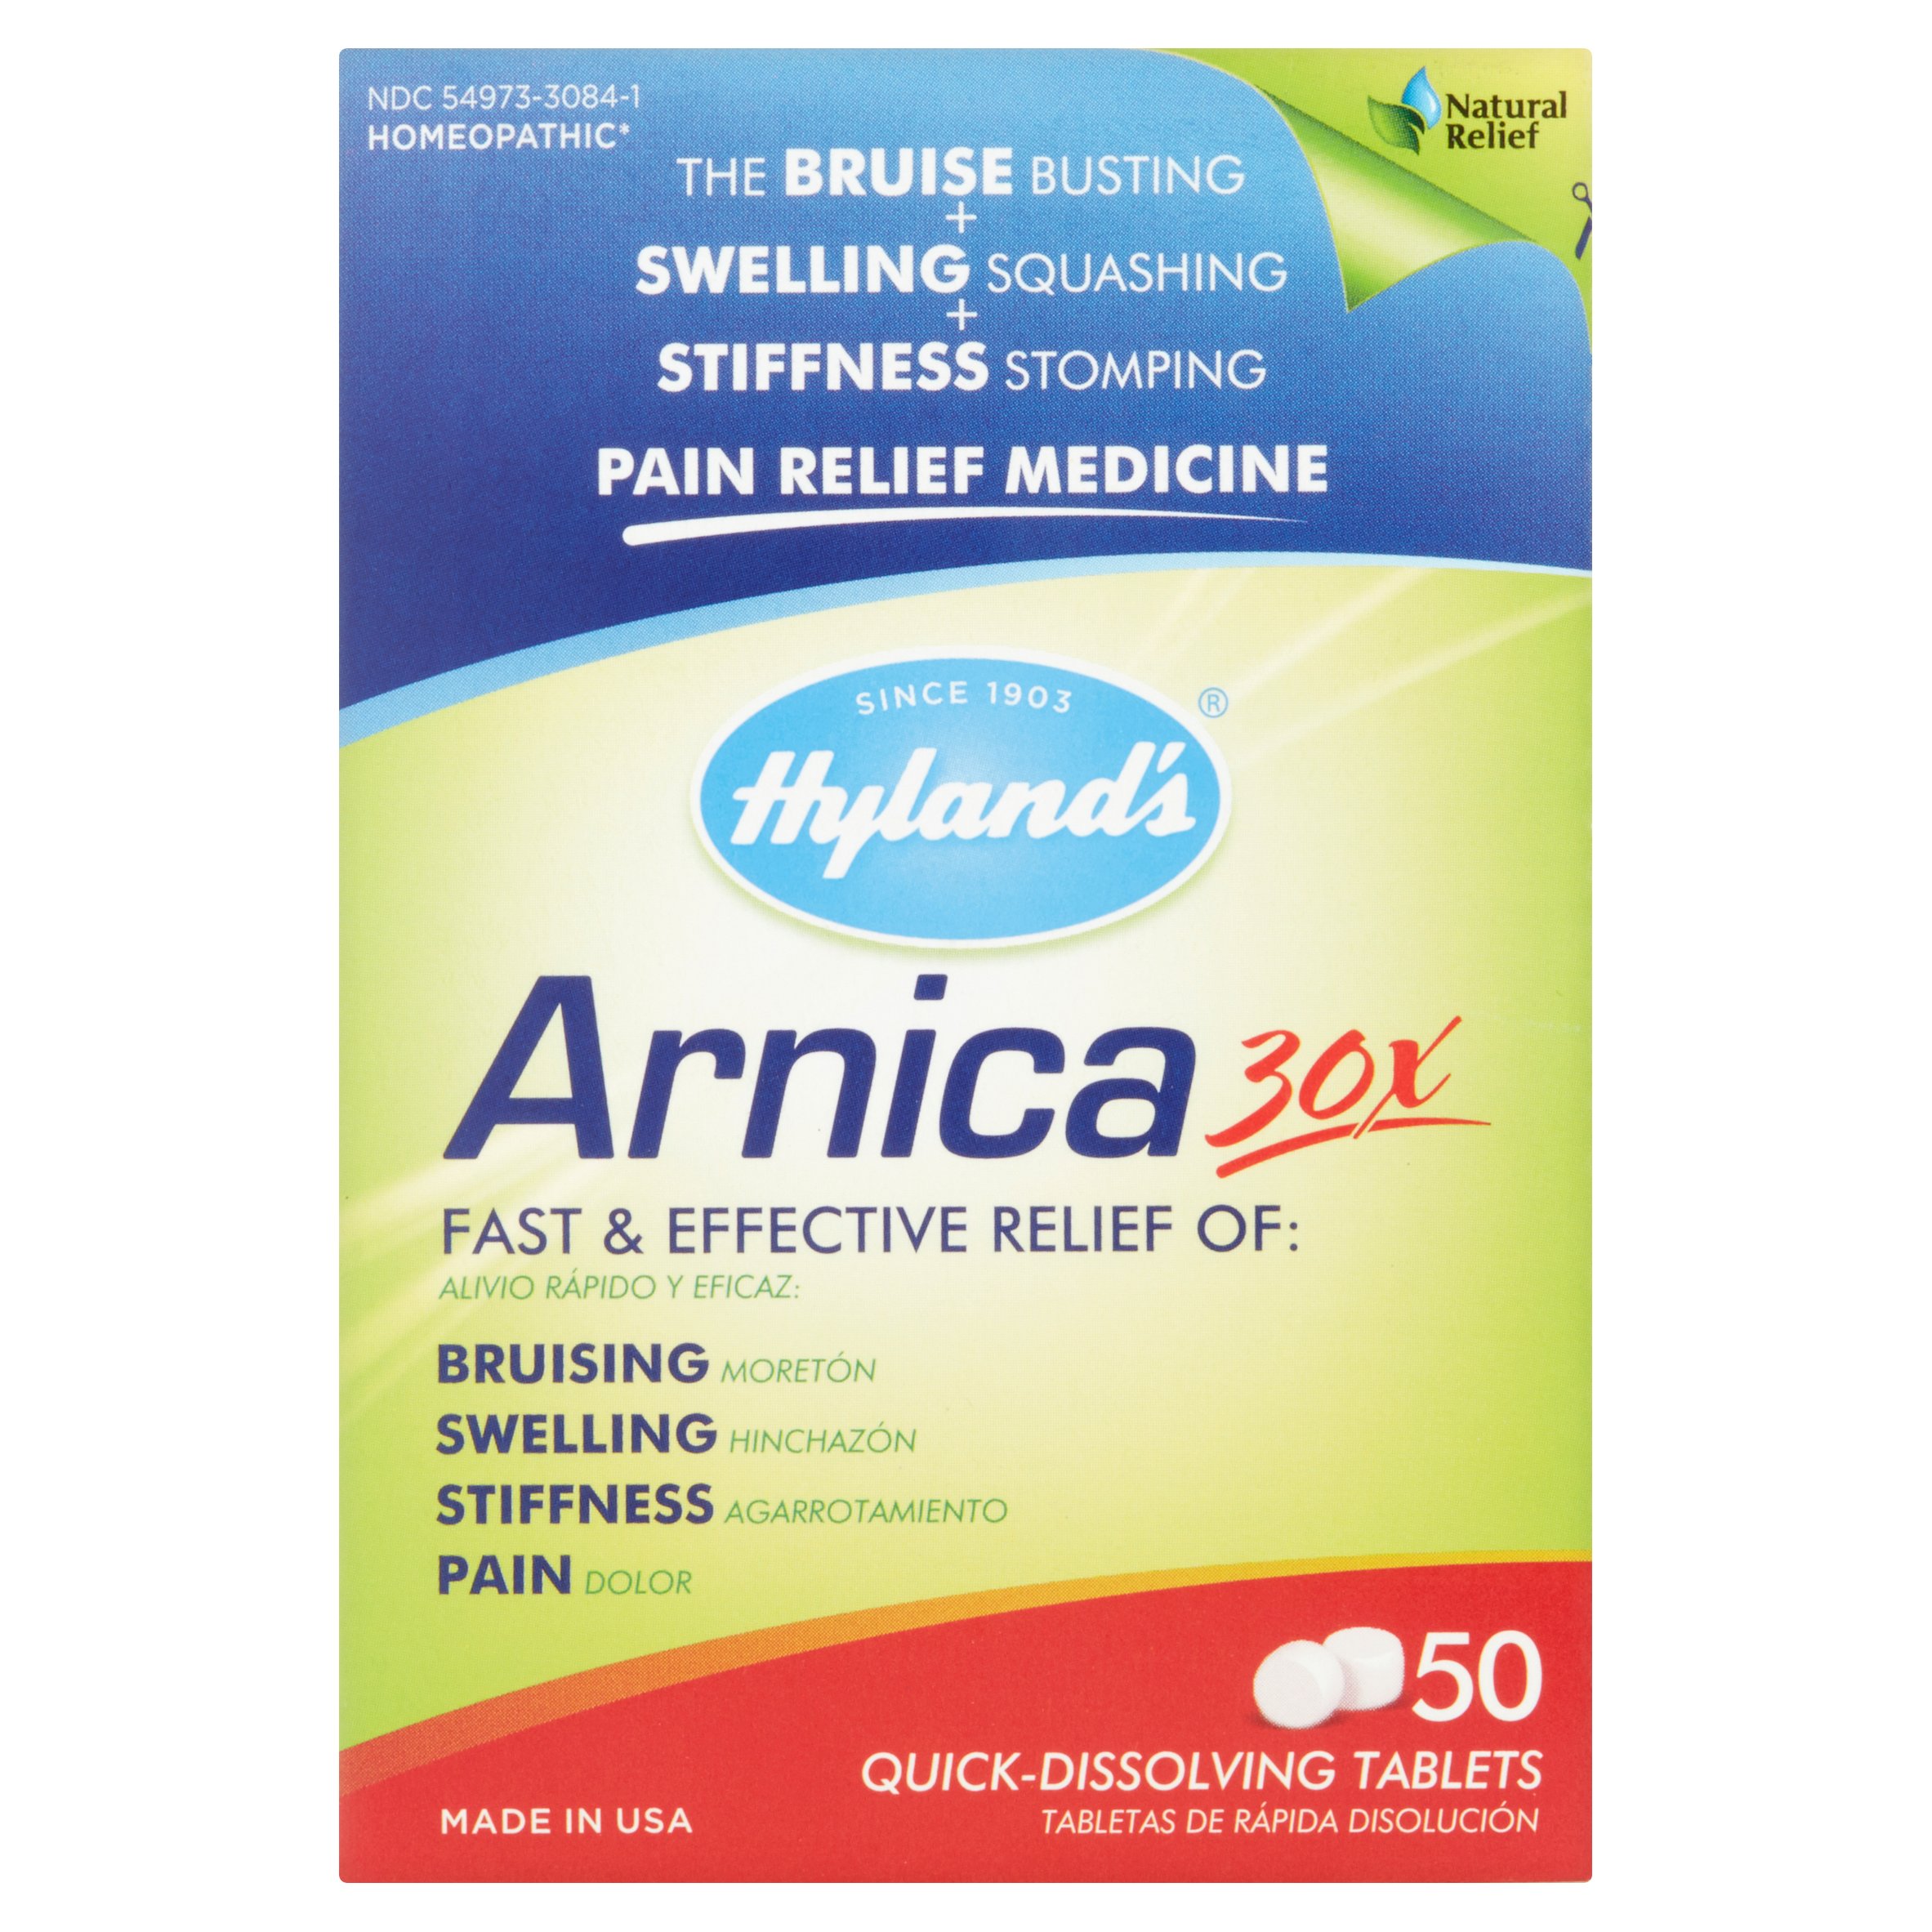 NDC 54973-3084-1
HOMEOPATHIC*
Natural
Relief
THE BRUISE BUSTING
+
SWELLING SQUASHING
+
STIFFNESS STOMPING
PAIN RELIEF MEDICINE
SINCE 1903
Hyland's®
Arnica 30x
FAST & EFFECTIVE RELIEF OF:
ALIVIO RÁPIDO Y EFICAZ:
BRUISING MORETÓN
SWELLING HINCHAZÓN
STIFFNESS AGARROTAMIENTO
PAIN DOLOR
50
QUICK-DISSOLVING TABLETS
TABLETAS DE RÁPIDA DISOLUCIÓN
MADE IN USA